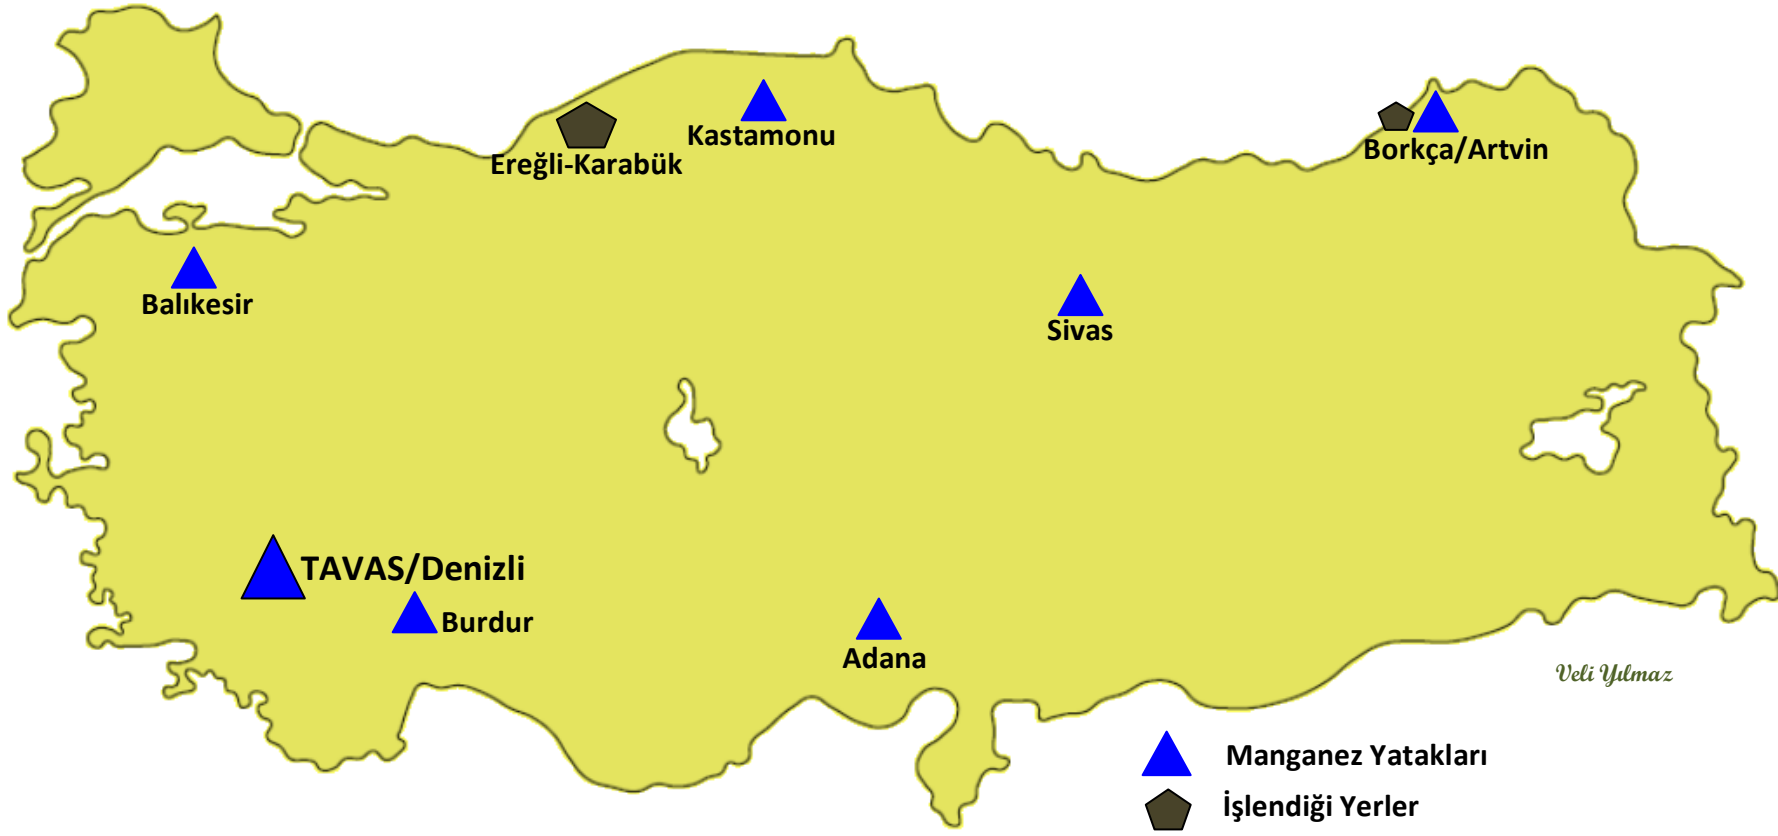 Kastamonu
Ereğli-Karabük
Borkça/Artvin
Balıkesir
Sivas
TAVAS/Denizli
Burdur
Adana
Veli Yılmaz
Manganez Yatakları
İşlendiği Yerler